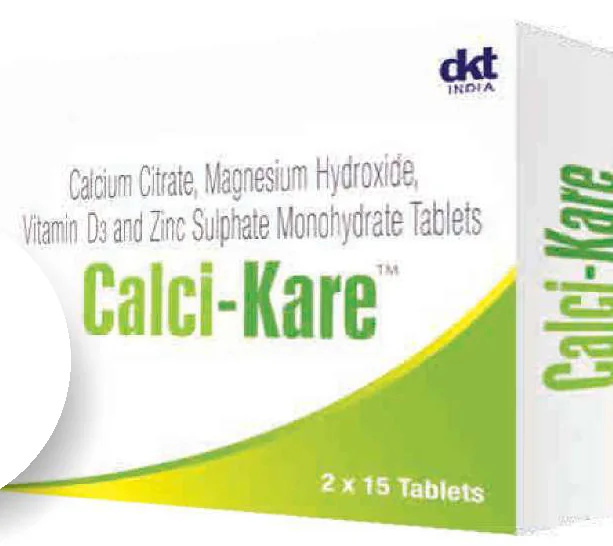 dkt
INDIA
Calcium Citrate, Magnesium Hydroxide,
Vitamin D3 and Zinc Sulphate Monohydrate Tablets
Calci-Kare™
2 x 15 Tablets
Calci-Kare